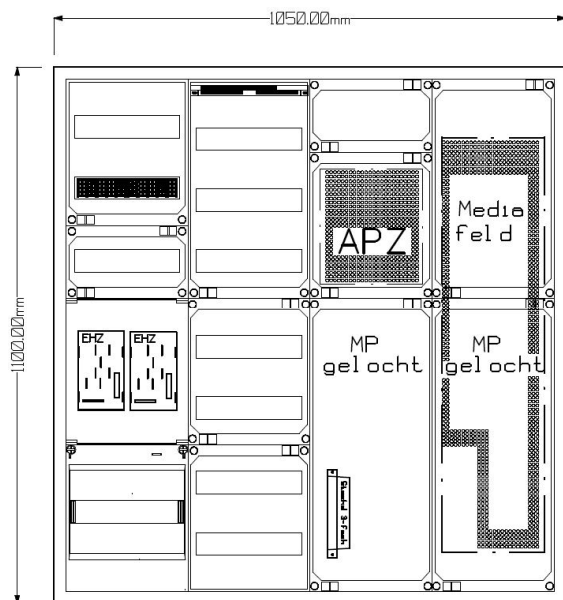 1050.00mm
1100.00mm
APZ
Media
feld
EHZ
EHZ
MP
gelocht
MP
gelocht